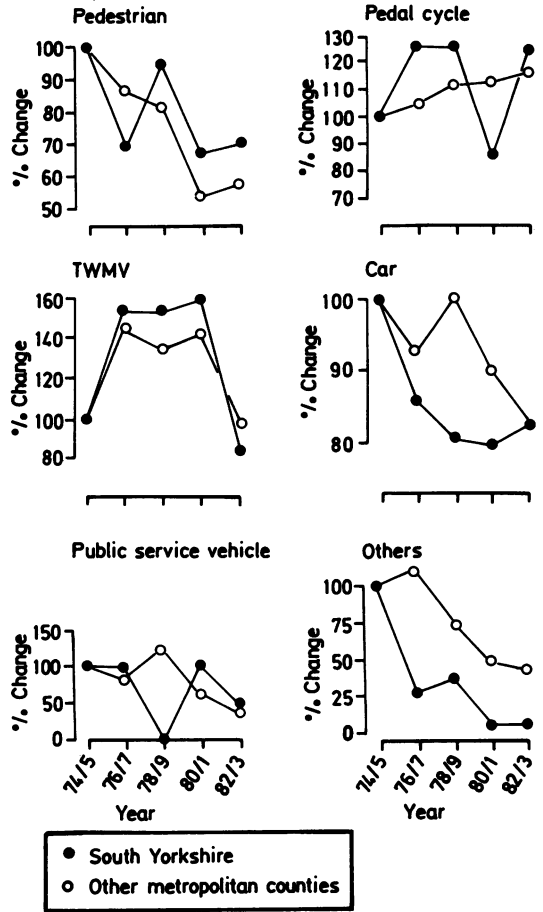 Pedestrian
100
90
80
70
60
50
% Change
Pedal cycle
130
120
110
100
90
80
70
% Change
TWMV
160
140
120
100
80
% Change
Car
100
90
80
% Change
Public service vehicle
150
100
50
0
% Change
74/5
76/7
78/9
80/1
82/3
Year
Others
100
75
50
25
0
% Change
74/5
76/7
78/9
80/1
82/3
Year
South Yorkshire
Other metropolitan counties